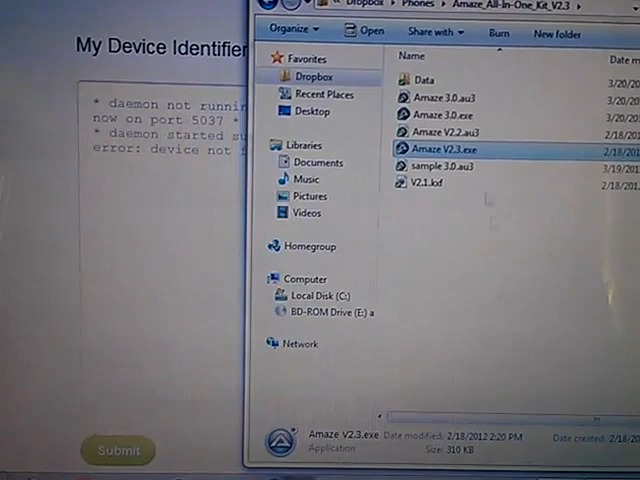 Dropbox ▸ Phones ▸ Amaze_All-In-One_Kit_V2.3 ▸
Organize Open Share with Burn New folder
My Device Identifier
* daemon not runnin
now on port 5037 *
* daemon started su
error: device not f
Favorites
Dropbox
Recent Places
Desktop
Libraries
Documents
Music
Pictures
Videos
Homegroup
Computer
Local Disk (C:)
BD-ROM Drive (E:) a
Network
Name Date m
Data 3/20/20
Amaze 3.0.au3 3/20/20
Amaze 3.0.exe 3/20/20
Amaze V2.2.au3 2/18/201
Amaze V2.3.exe 2/18/201
sample 3.0.au3 3/19/201
V2.1.kxf 2/18/201
Amaze V2.3.exe Date modified: 2/18/2012 2:20 PM Date created: 2/18/20
Application Size: 310 KB
Submit